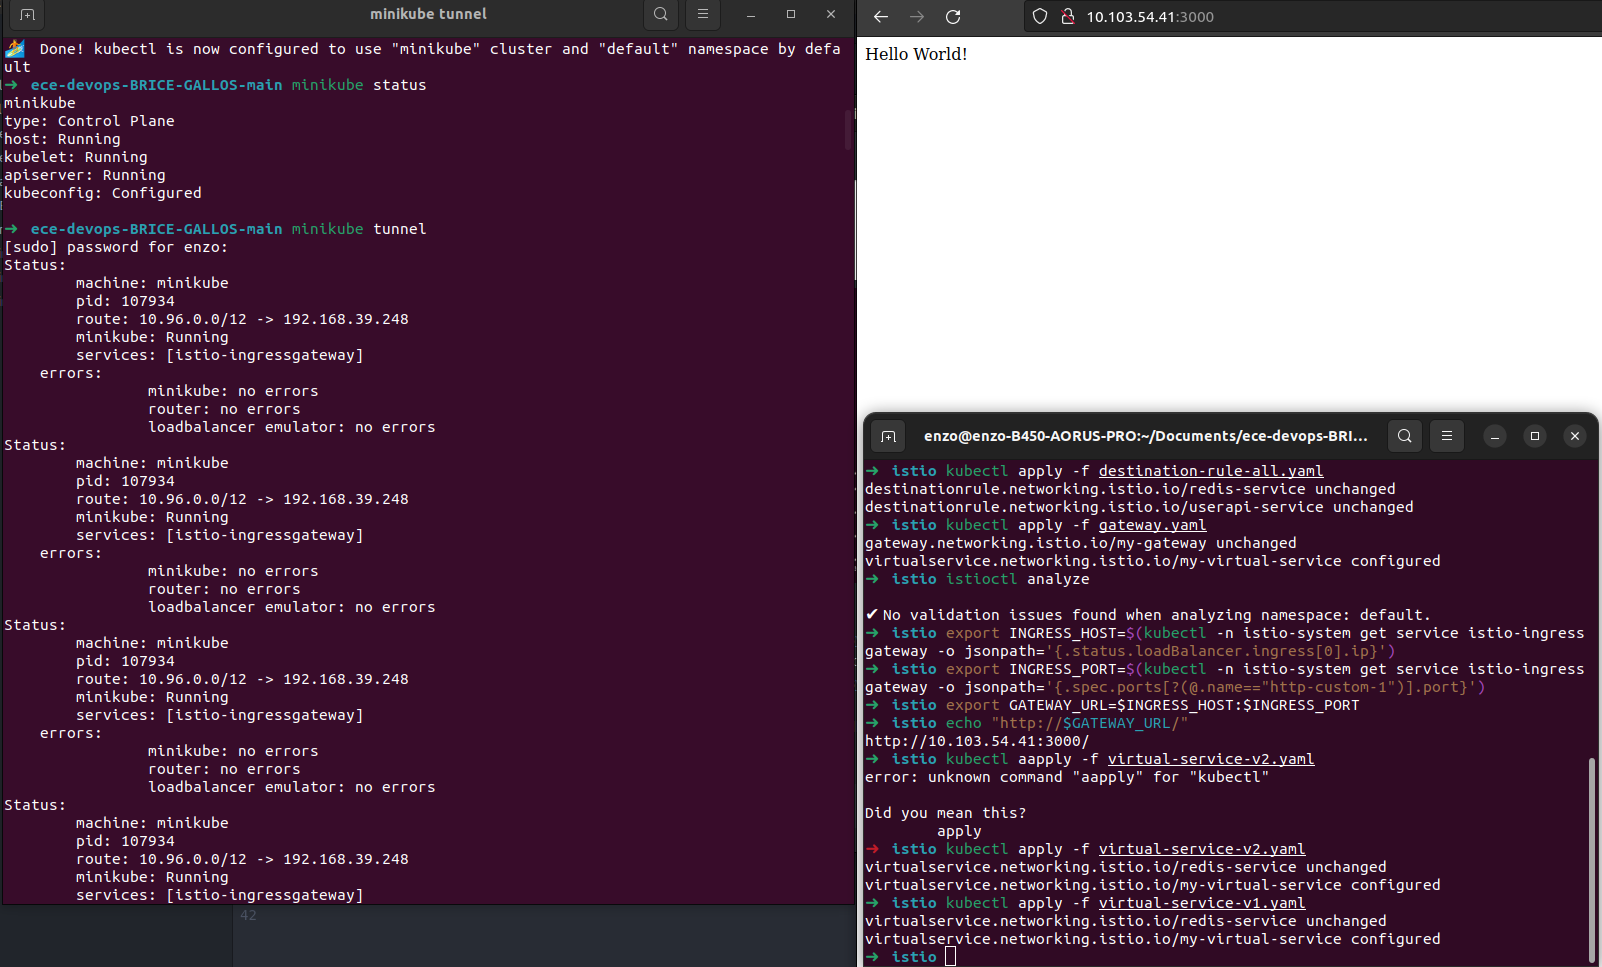 minikube tunnel
🏄 Done! kubectl is now configured to use "minikube" cluster and "default" namespace by defa
ult
➜ ece-devops-BRICE-GALLOS-main minikube status
minikube
type: Control Plane
host: Running
kubelet: Running
apiserver: Running
kubeconfig: Configured
➜ ece-devops-BRICE-GALLOS-main minikube tunnel
[sudo] password for enzo:
Status:
machine: minikube
pid: 107934
route: 10.96.0.0/12 -> 192.168.39.248
minikube: Running
services: [istio-ingressgateway]
errors:
minikube: no errors
router: no errors
loadbalancer emulator: no errors
Status:
machine: minikube
pid: 107934
route: 10.96.0.0/12 -> 192.168.39.248
minikube: Running
services: [istio-ingressgateway]
errors:
minikube: no errors
router: no errors
loadbalancer emulator: no errors
Status:
machine: minikube
pid: 107934
route: 10.96.0.0/12 -> 192.168.39.248
minikube: Running
services: [istio-ingressgateway]
errors:
minikube: no errors
router: no errors
loadbalancer emulator: no errors
Status:
machine: minikube
pid: 107934
route: 10.96.0.0/12 -> 192.168.39.248
minikube: Running
services: [istio-ingressgateway]
42
10.103.54.41:3000
Hello World!
enzo@enzo-B450-AORUS-PRO:~/Documents/ece-devops-BRI...
➜ istio kubectl apply -f destination-rule-all.yaml
destinationrule.networking.istio.io/redis-service unchanged
destinationrule.networking.istio.io/userapi-service unchanged
➜ istio kubectl apply -f gateway.yaml
gateway.networking.istio.io/my-gateway unchanged
virtualservice.networking.istio.io/my-virtual-service configured
➜ istio istioctl analyze
✔ No validation issues found when analyzing namespace: default.
➜ istio export INGRESS_HOST=$(kubectl -n istio-system get service istio-ingress
gateway -o jsonpath='{.status.loadBalancer.ingress[0].ip}')
➜ istio export INGRESS_PORT=$(kubectl -n istio-system get service istio-ingress
gateway -o jsonpath='{.spec.ports[?(@.name=="http-custom-1")].port}')
➜ istio export GATEWAY_URL=$INGRESS_HOST:$INGRESS_PORT
➜ istio echo "http://$GATEWAY_URL/"
http://10.103.54.41:3000/
➜ istio kubectl aapply -f virtual-service-v2.yaml
error: unknown command "aapply" for "kubectl"
Did you mean this?
apply
➜ istio kubectl apply -f virtual-service-v2.yaml
virtualservice.networking.istio.io/redis-service unchanged
virtualservice.networking.istio.io/my-virtual-service configured
➜ istio kubectl apply -f virtual-service-v1.yaml
virtualservice.networking.istio.io/redis-service unchanged
virtualservice.networking.istio.io/my-virtual-service configured
➜ istio